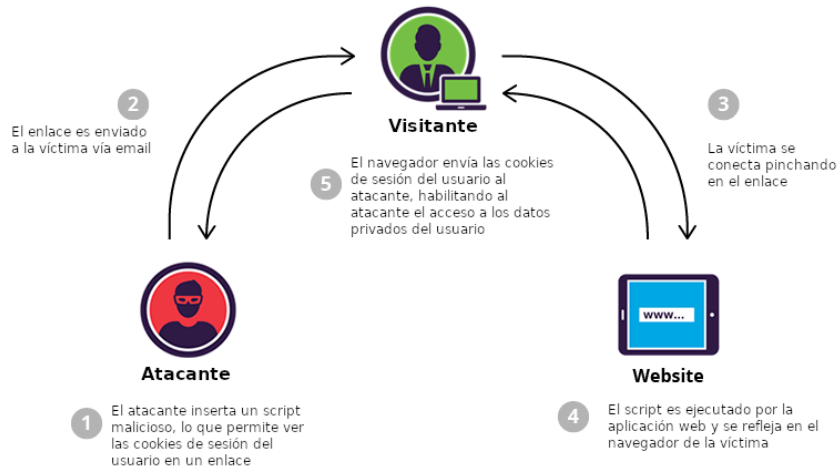 Visitante
2
El enlace es enviado
a la víctima vía email
3
La víctima se
conecta pinchando
en el enlace
5
El navegador envía las cookies
de sesión del usuario al
atacante, habilitando al
atacante el acceso a los datos
privados del usuario
Atacante
1
El atacante inserta un script
malicioso, lo que permite ver
las cookies de sesión del
usuario en un enlace
www...
Website
4
El script es ejecutado por la
aplicación web y se refleja en el
navegador de la víctima